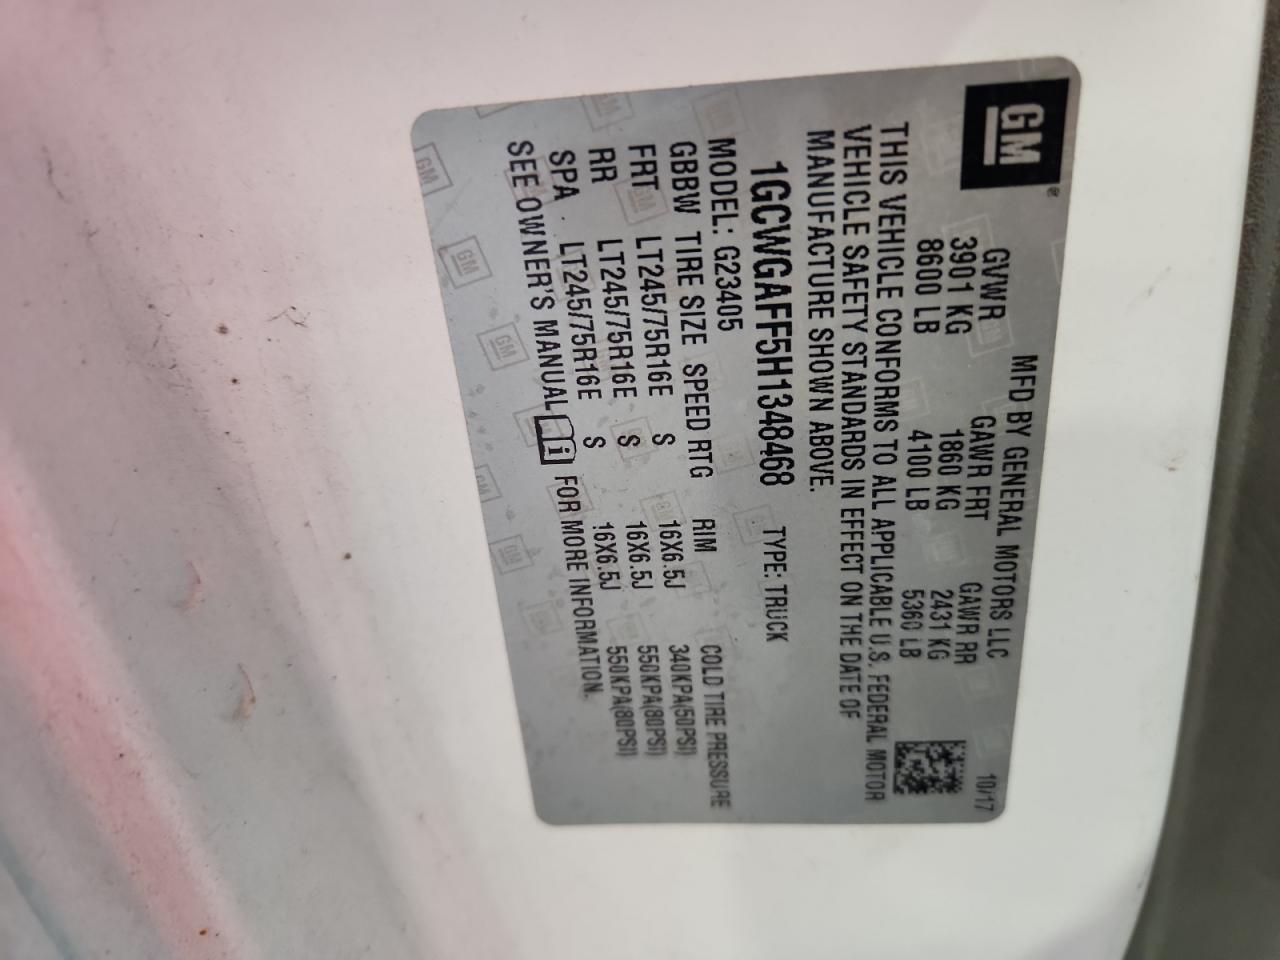 GM
MFD BY GENERAL MOTORS LLC 10/17
GVWR GAWR FRT GAWR RR
3901 KG 1860 KG 2431 KG
8600 LB 4100 LB 5360 LB
THIS VEHICLE CONFORMS TO ALL APPLICABLE U.S. FEDERAL MOTOR
VEHICLE SAFETY STANDARDS IN EFFECT ON THE DATE OF
MANUFACTURE SHOWN ABOVE.
1GCWGAFF5H1348468 TYPE: TRUCK
MODEL: G23405
GBBW TIRE SIZE SPEED RTG RIM COLD TIRE PRESSURE
FRT LT245/75R16E S 16X6.5J 340KPA(50PSI)
RR LT245/75R16E S 16X6.5J 550KPA(80PSI)
SPA LT245/75R16E S 16X6.5J 550KPA(80PSI)
SEE OWNER'S MANUAL i FOR MORE INFORMATION.